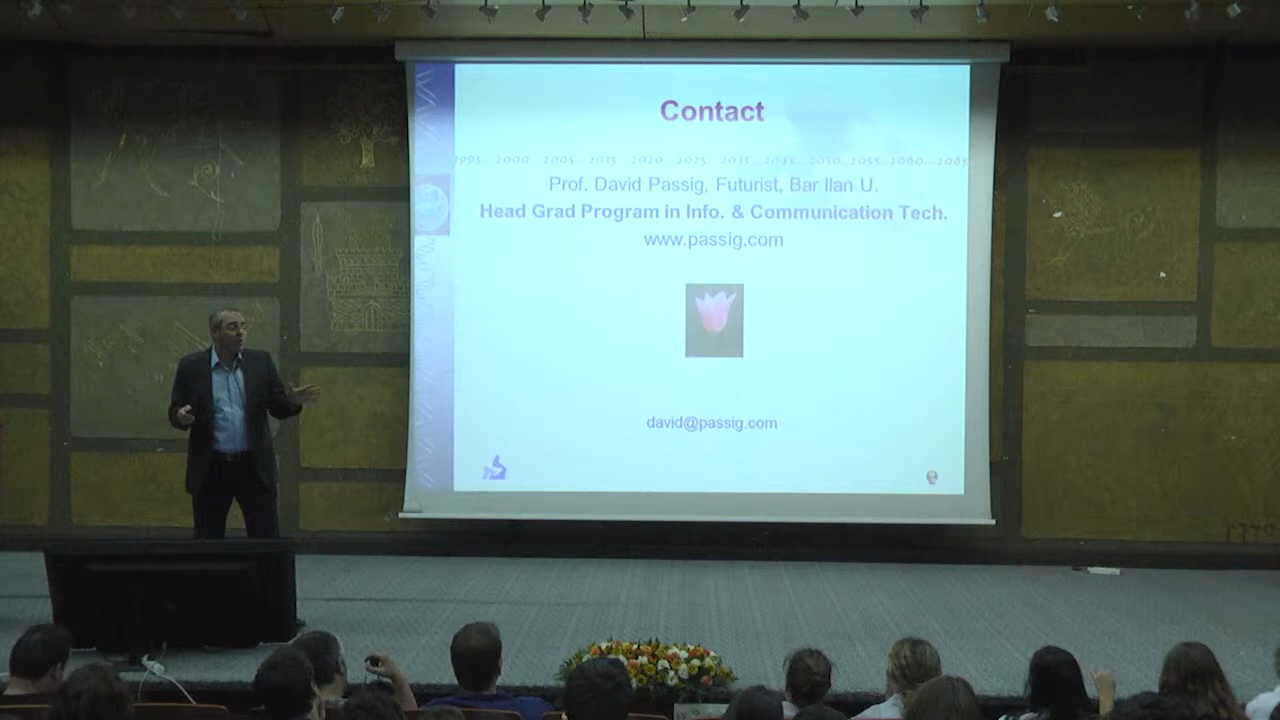 Contact
1995...2000...2005...2015...2020...2025...2035...2045...2050..2055..2060...2065
Prof. David Passig, Futurist, Bar Ilan U.
Head Grad Program in Info. & Communication Tech.
www.passig.com
david@passig.com